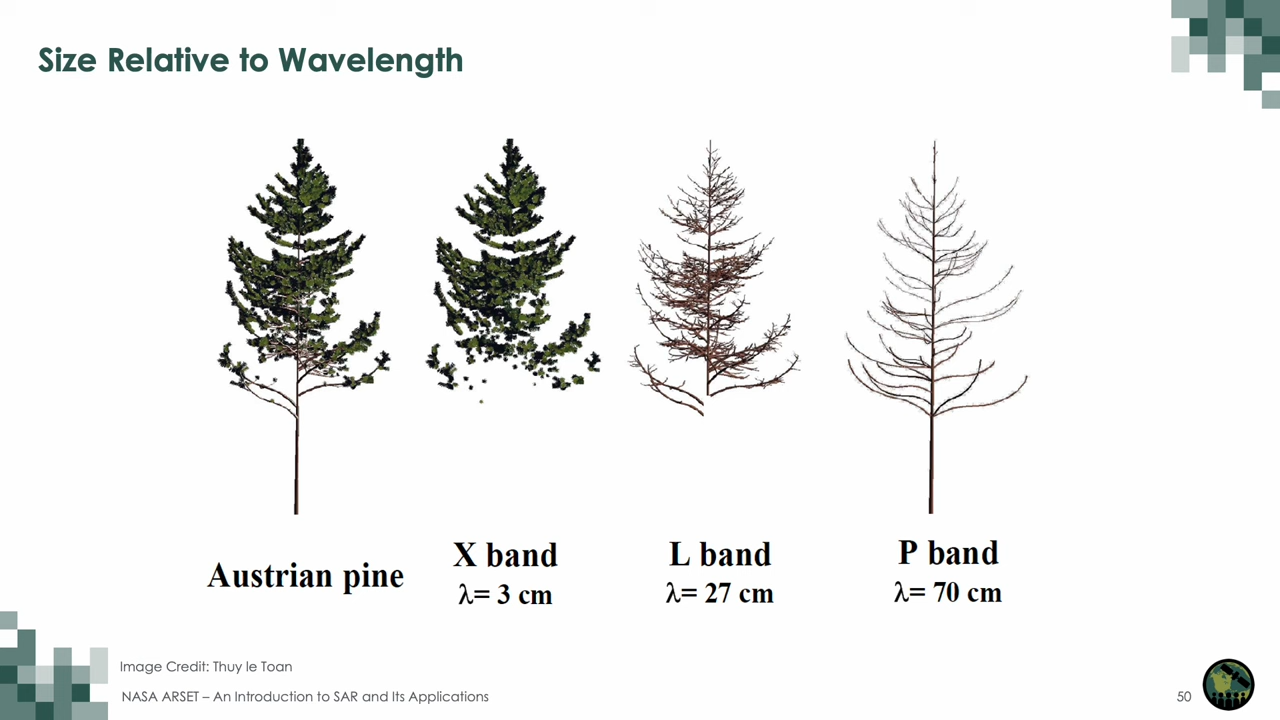 Size Relative to Wavelength
Austrian pine
X band
λ= 3 cm
L band
λ= 27 cm
P band
λ= 70 cm
Image Credit: Thuy le Toan
NASA ARSET – An Introduction to SAR and Its Applications
50